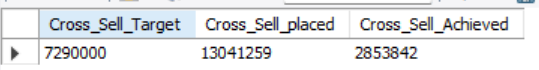 Cross_Sell_Target Cross_Sell_placed Cross_Sell_Achieved
7290000 13041259 2853842